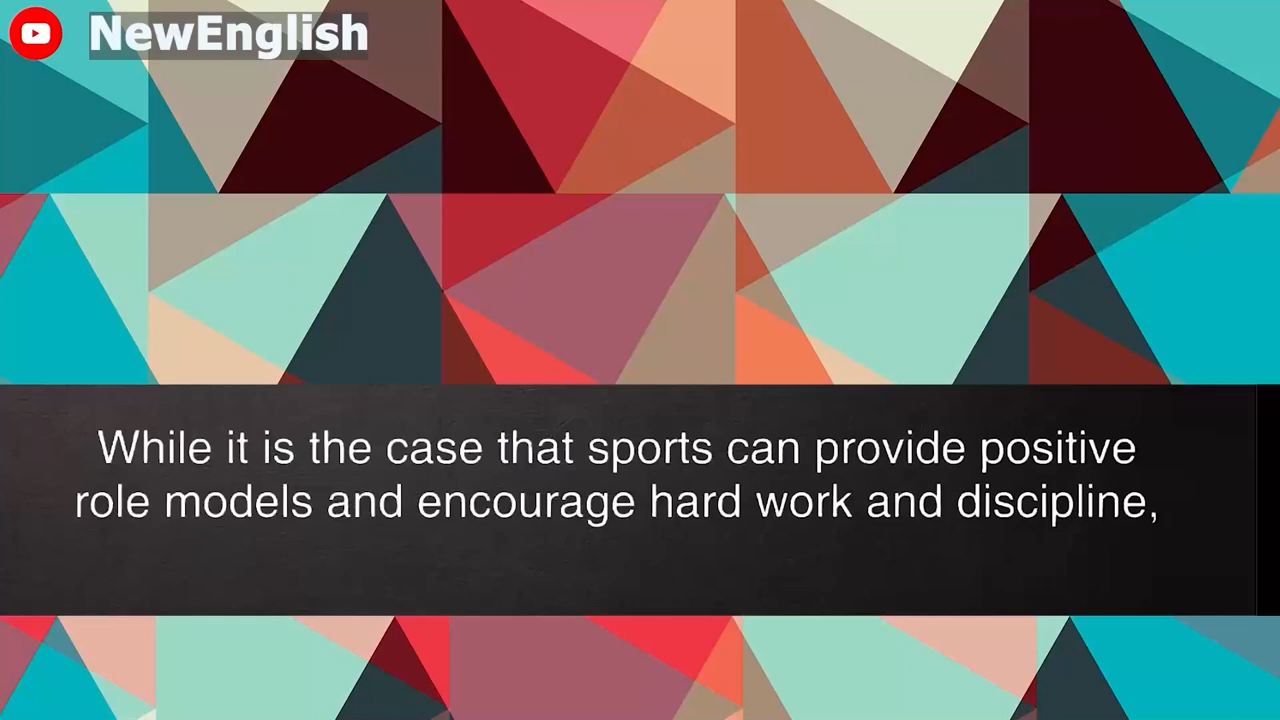 NewEnglish
While it is the case that sports can provide positive
role models and encourage hard work and discipline,